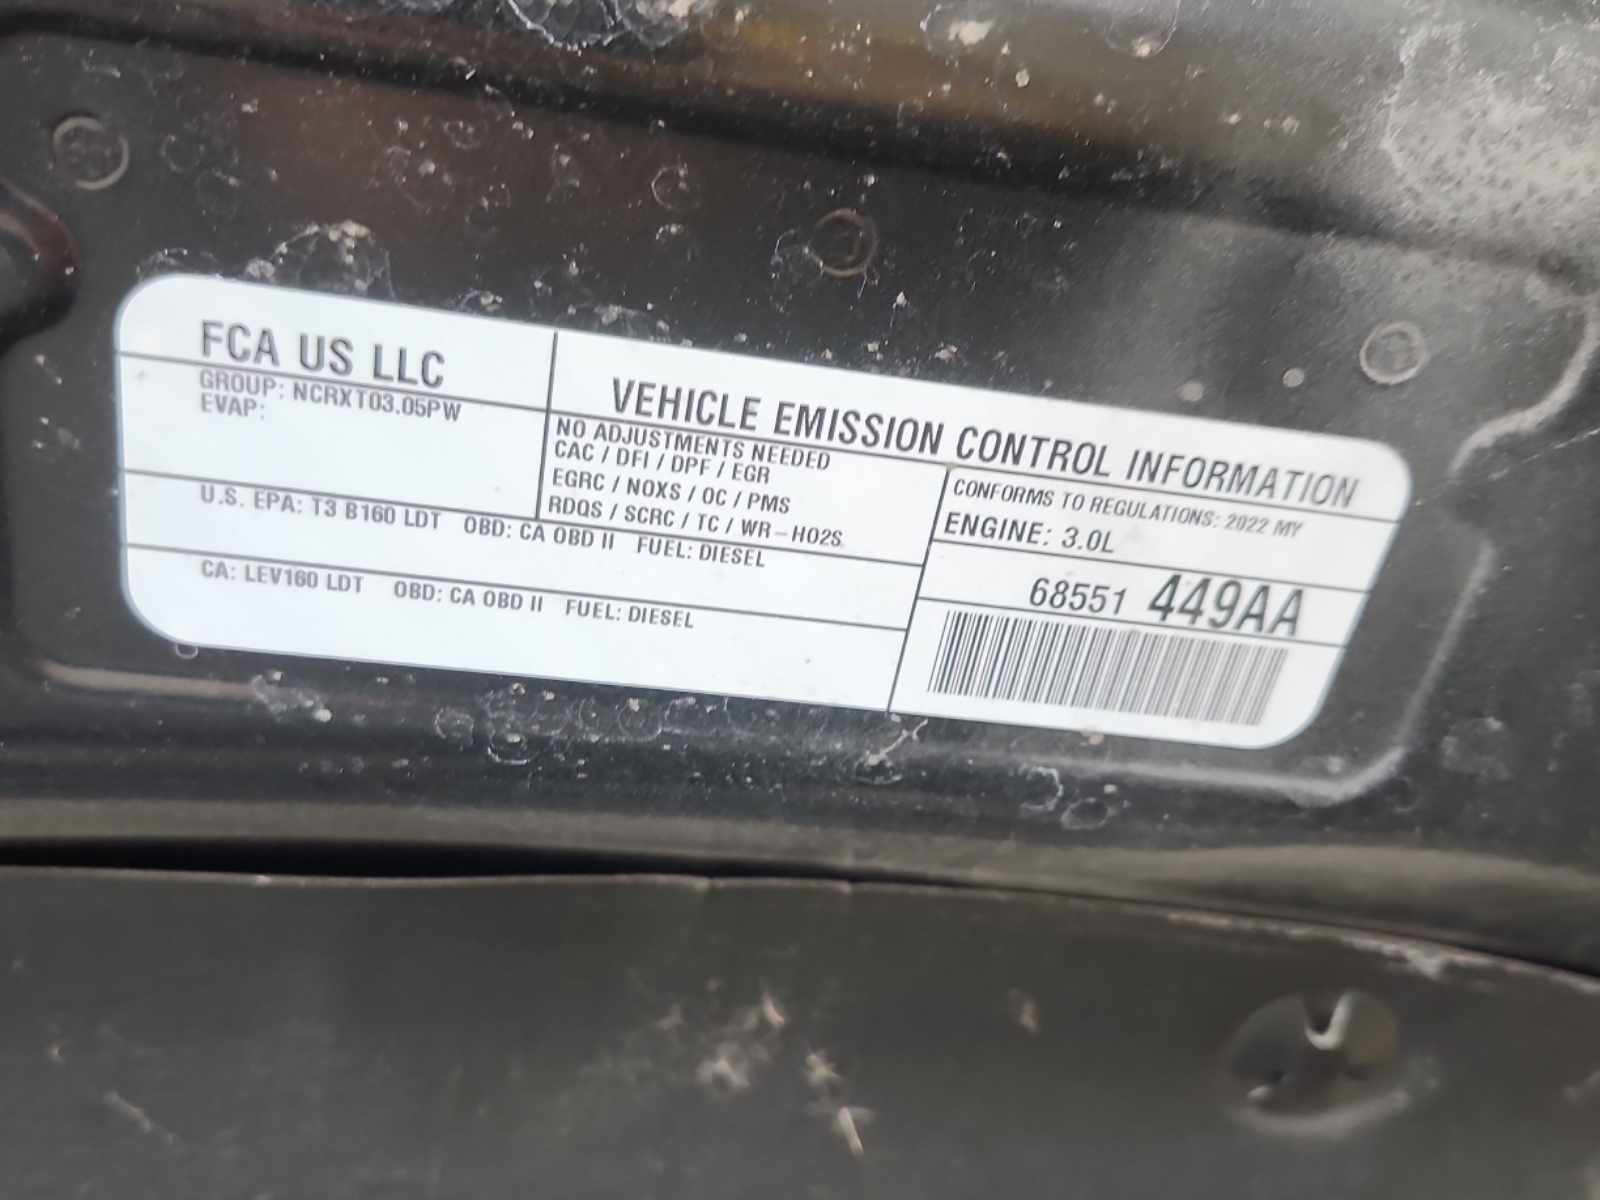 FCA US LLC
GROUP: NCRXT03.05PW
EVAP:
VEHICLE EMISSION CONTROL INFORMATION
NO ADJUSTMENTS NEEDED
CAC / DFI / DPF / EGR
EGRC / NOXS / OC / PMS
RDQS / SCRC / TC / WR-HO2S
CONFORMS TO REGULATIONS: 2022 MY
ENGINE: 3.0L
U.S. EPA: T3 B160 LDT OBD: CA OBD II FUEL: DIESEL
CA: LEV160 LDT OBD: CA OBD II FUEL: DIESEL
68551 449AA